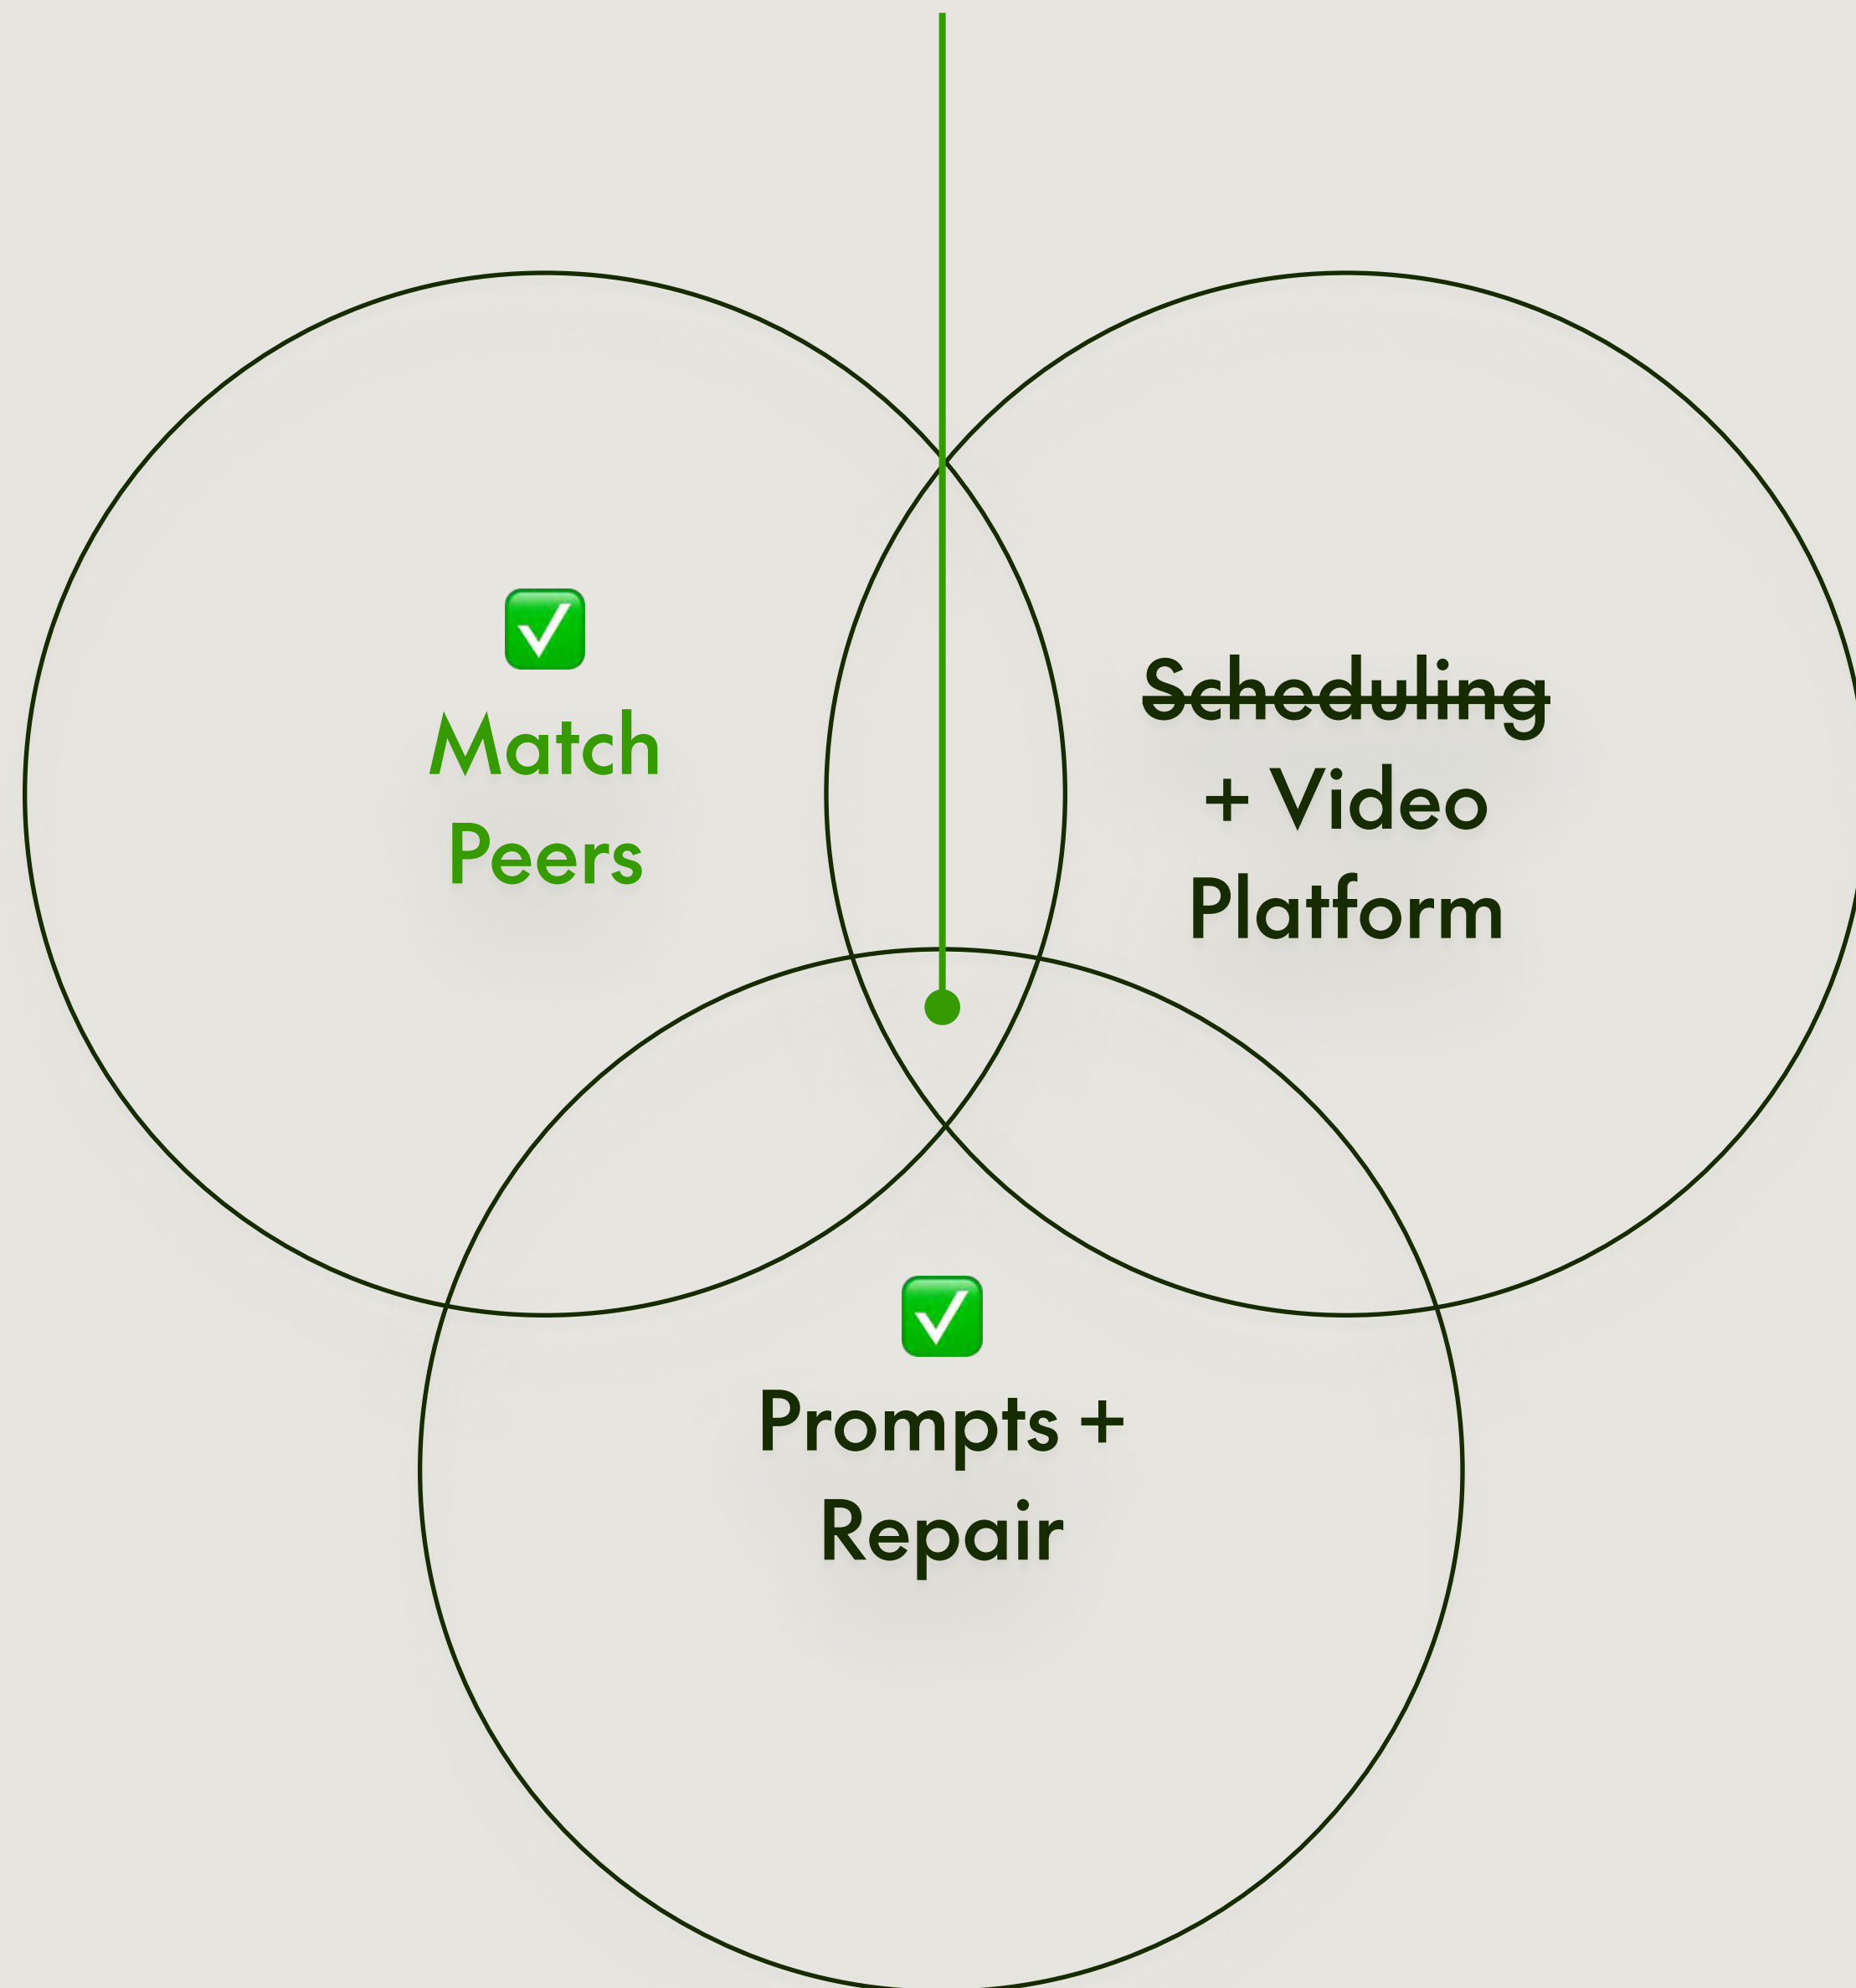 ✅
Match
Peers
Scheduling
+ Video
Platform
✅
Prompts +
Repair